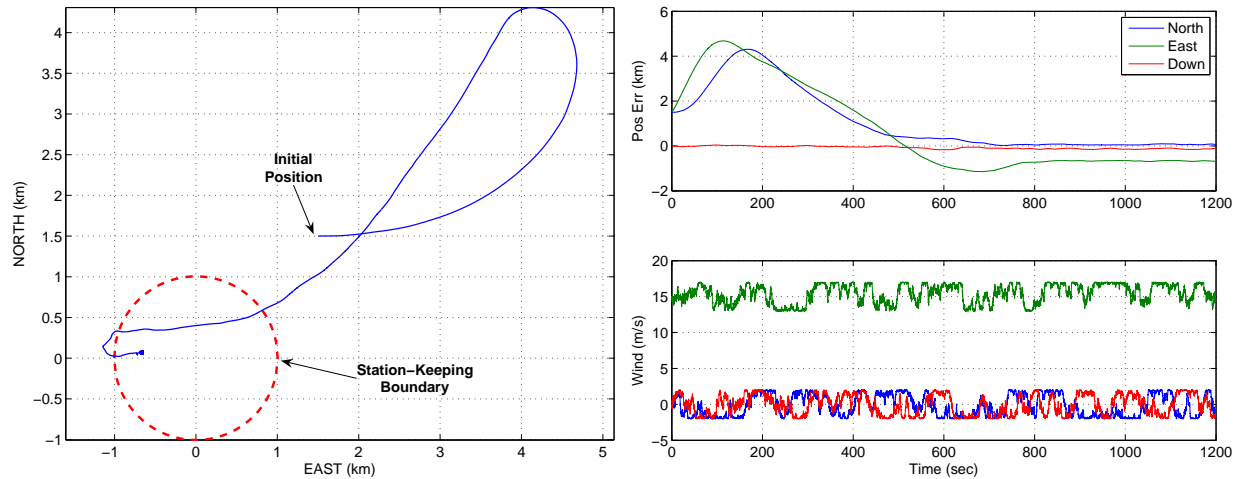 4
3.5
3
2.5
2
1.5
1
0.5
0
−0.5
−1
NORTH (km)
Initial
Position
Station−Keeping
Boundary
−1 0 1 2 3 4 5
EAST (km)
6
4
2
0
−2
Pos Err (km)
North
East
Down
0 200 400 600 800 1000 1200
20
15
10
5
0
−5
Wind (m/s)
0 200 400 600 800 1000 1200
Time (sec)